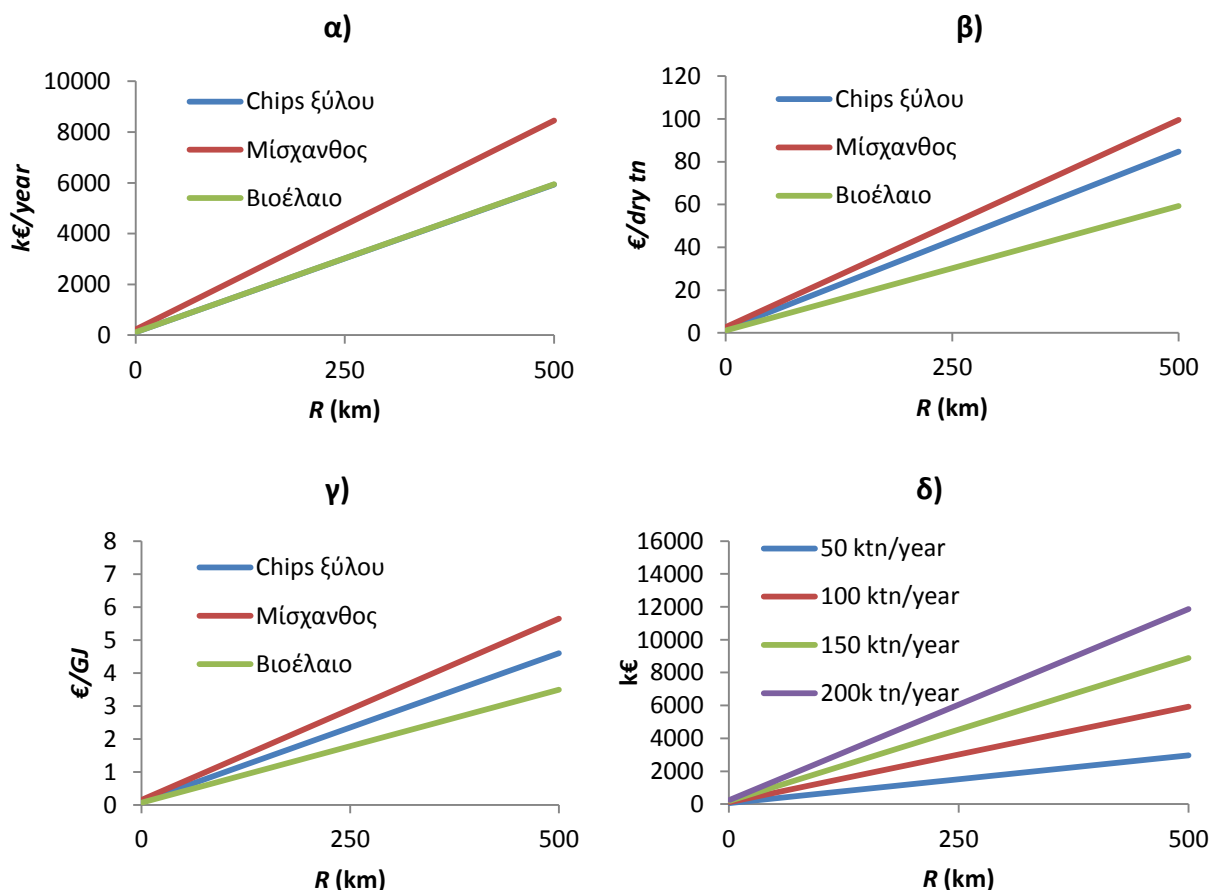 α)
k€/year
10000
8000
6000
4000
2000
0
Chips ξύλου
Μίσχανθος
Βιοέλαιο
0 250 500
R (km)
β)
€/dry tn
120
100
80
60
40
20
0
Chips ξύλου
Μίσχανθος
Βιοέλαιο
0 250 500
R (km)
γ)
€/GJ
8
7
6
5
4
3
2
1
0
Chips ξύλου
Μίσχανθος
Βιοέλαιο
0 250 500
R (km)
δ)
k€
16000
14000
12000
10000
8000
6000
4000
2000
0
50 ktn/year
100 ktn/year
150 ktn/year
200k tn/year
0 250 500
R (km)